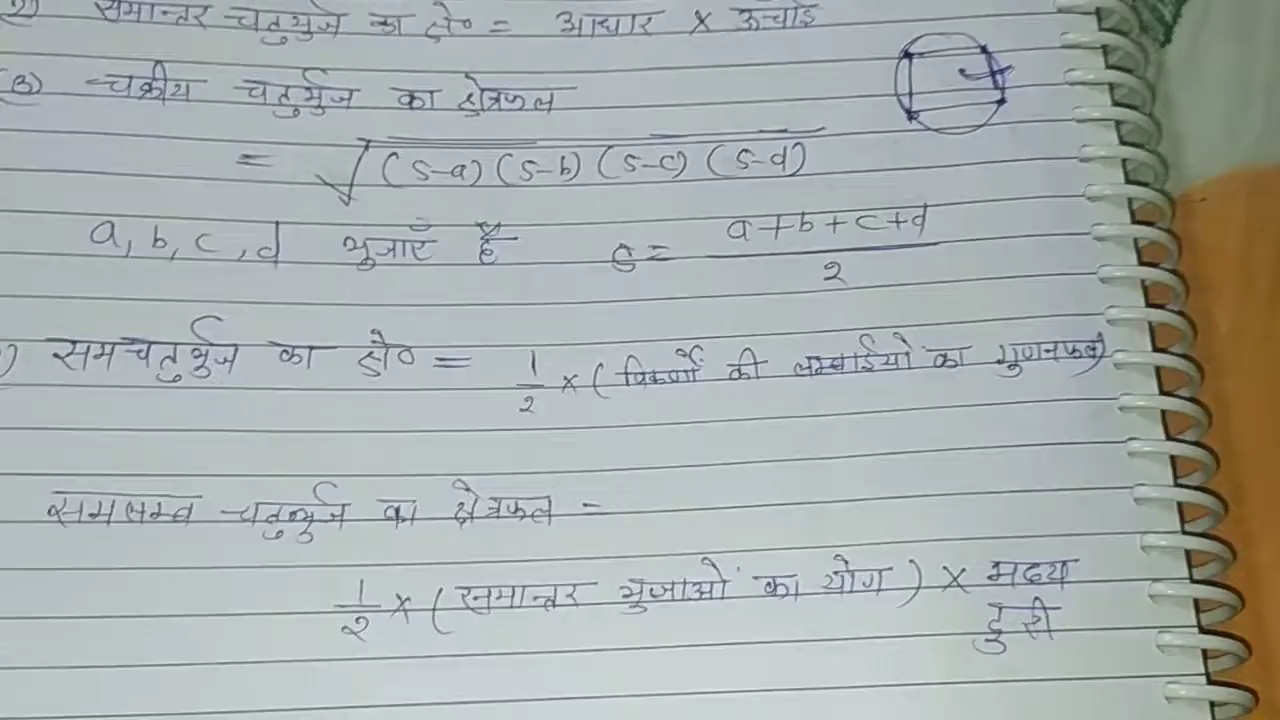 2) समान्तर चतुर्भुज का क्षे० = आधार × ऊँचाई
(3) चक्रीय चतुर्भुज का क्षेत्रफल
= √(s-a) (s-b) (s-c) (s-d)
a, b, c, d भुजाएँ हैं s = a+b+c+d / 2
) समचतुर्भुज का क्षे० = 1/2 × (विकर्णों की लम्बाईयों का गुणनफल)
समलम्ब चतुर्भुज का क्षेत्रफल -
1/2 × (समान्तर भुजाओं का योग) × मध्य
दुरी